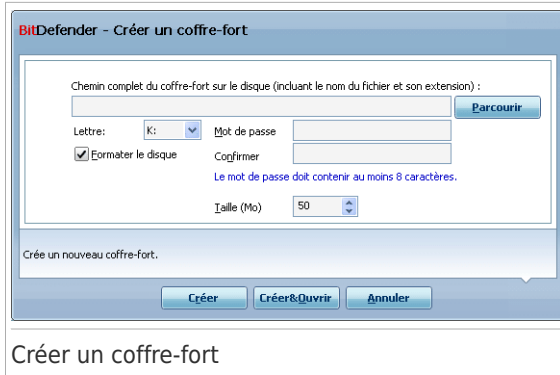 BitDefender - Créer un coffre-fort
Chemin complet du coffre-fort sur le disque (incluant le nom du fichier et son extension) :
Parcourir
Lettre: K: Mot de passe
Formater le disque Confirmer
Le mot de passe doit contenir au moins 8 caractères.
Taille (Mo) 50
Crée un nouveau coffre-fort.
Créer Créer&Ouvrir Annuler
Créer un coffre-fort